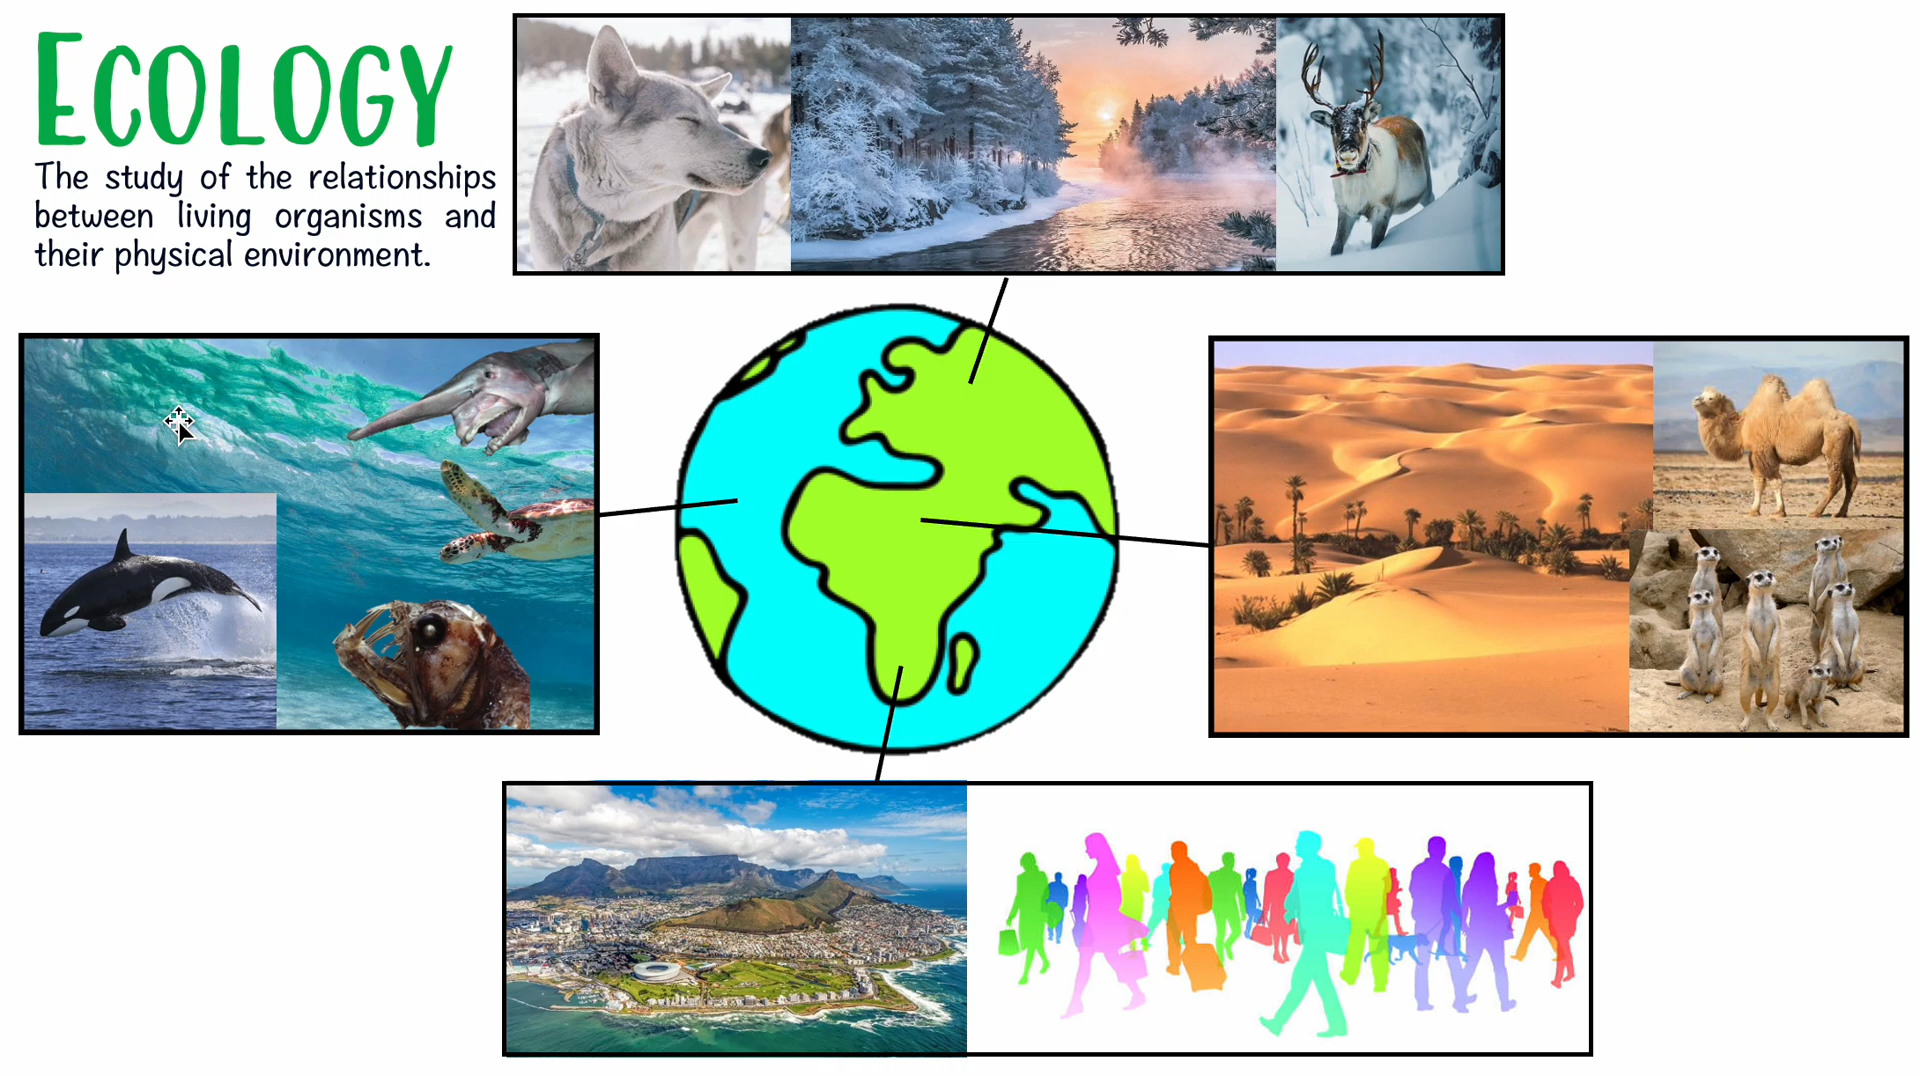 ECOLOGY
The study of the relationships
between living organisms and
their physical environment.